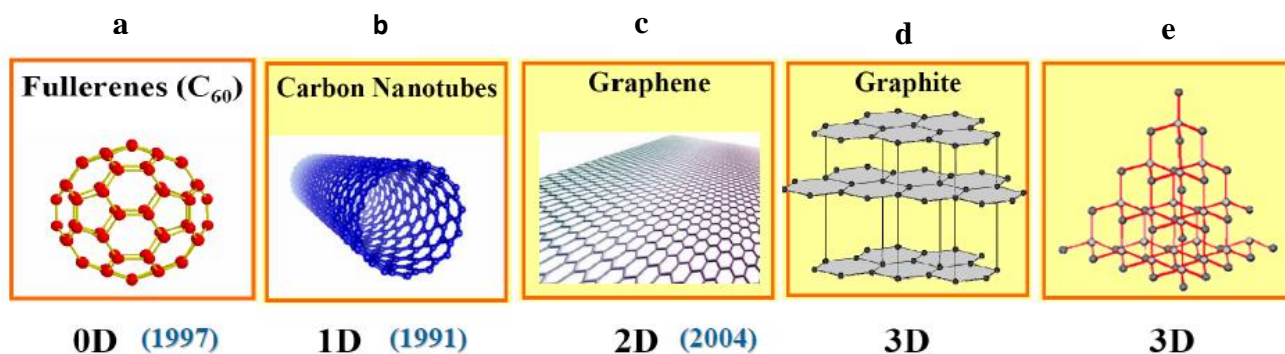 a b c d e
Fullerenes (C₆₀) Carbon Nanotubes Graphene Graphite
0D (1997) 1D (1991) 2D (2004) 3D 3D